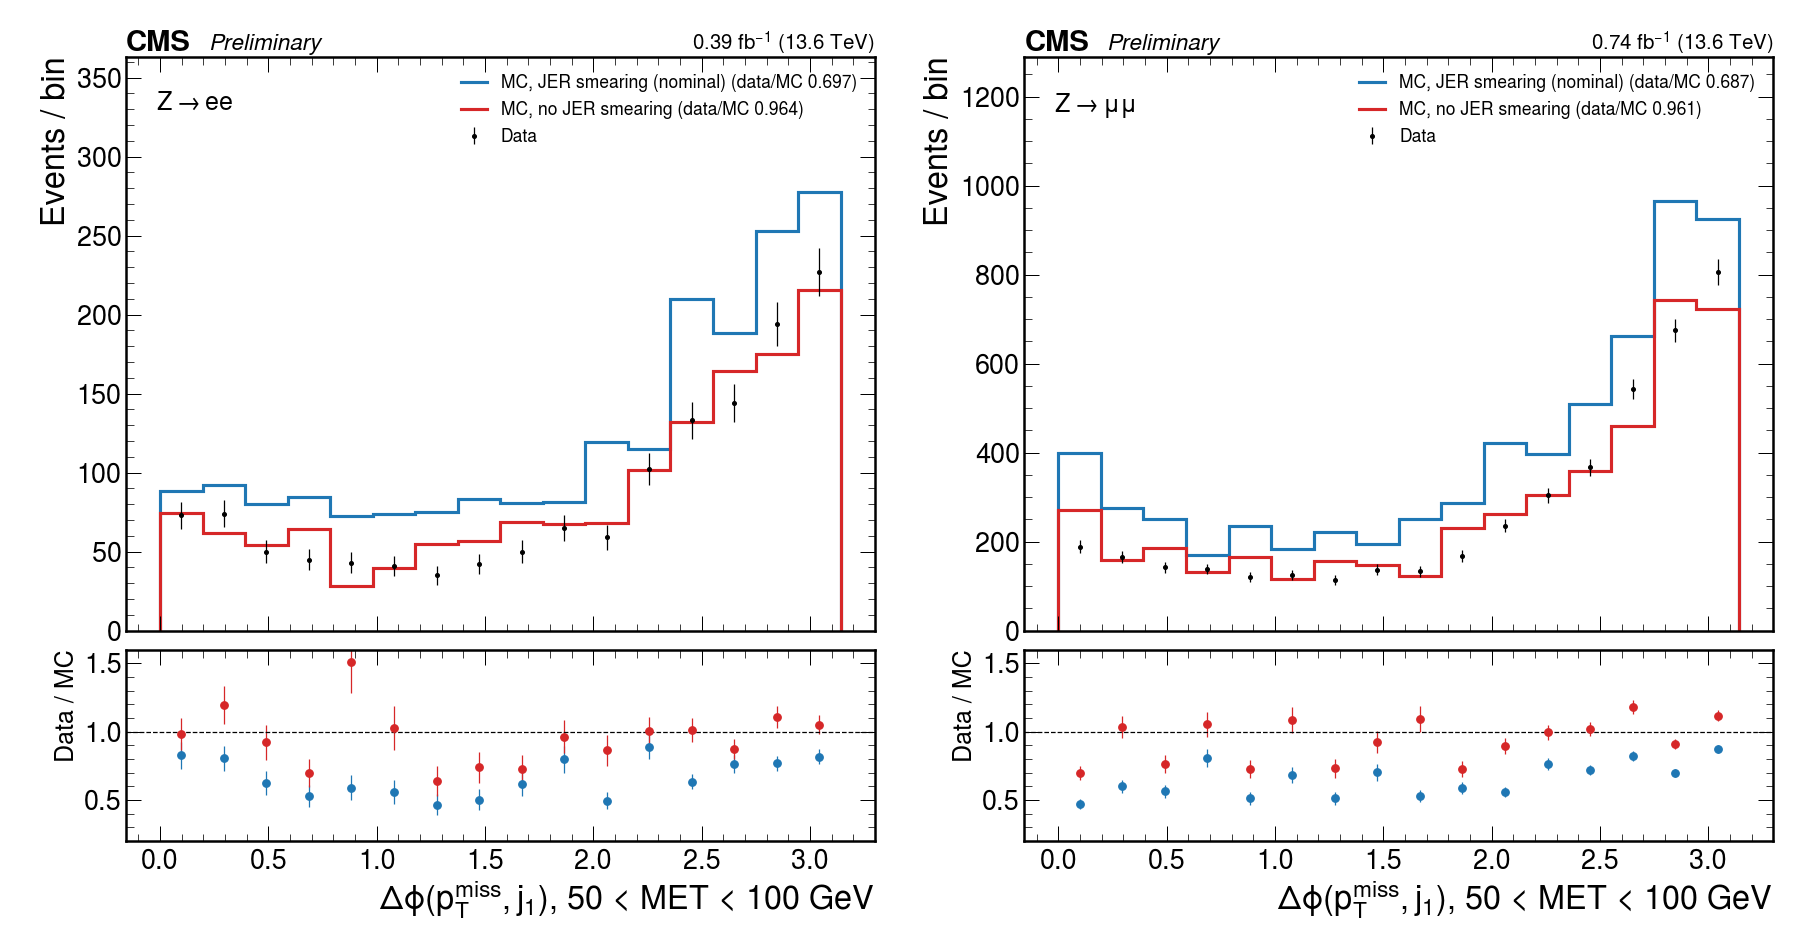 CMS Preliminary 0.39 fb⁻¹ (13.6 TeV)
Events / bin
350
300
250
200
150
100
50
0
Z→ee
MC, JER smearing (nominal) (data/MC 0.697)
MC, no JER smearing (data/MC 0.964)
Data
Data / MC
1.5
1.0
0.5
0.0 0.5 1.0 1.5 2.0 2.5 3.0
Δϕ(p_T^miss, j₁), 50 < MET < 100 GeV
CMS Preliminary 0.74 fb⁻¹ (13.6 TeV)
Events / bin
1200
1000
800
600
400
200
0
Z→μμ
MC, JER smearing (nominal) (data/MC 0.687)
MC, no JER smearing (data/MC 0.961)
Data
Data / MC
1.5
1.0
0.5
0.0 0.5 1.0 1.5 2.0 2.5 3.0
Δϕ(p_T^miss, j₁), 50 < MET < 100 GeV